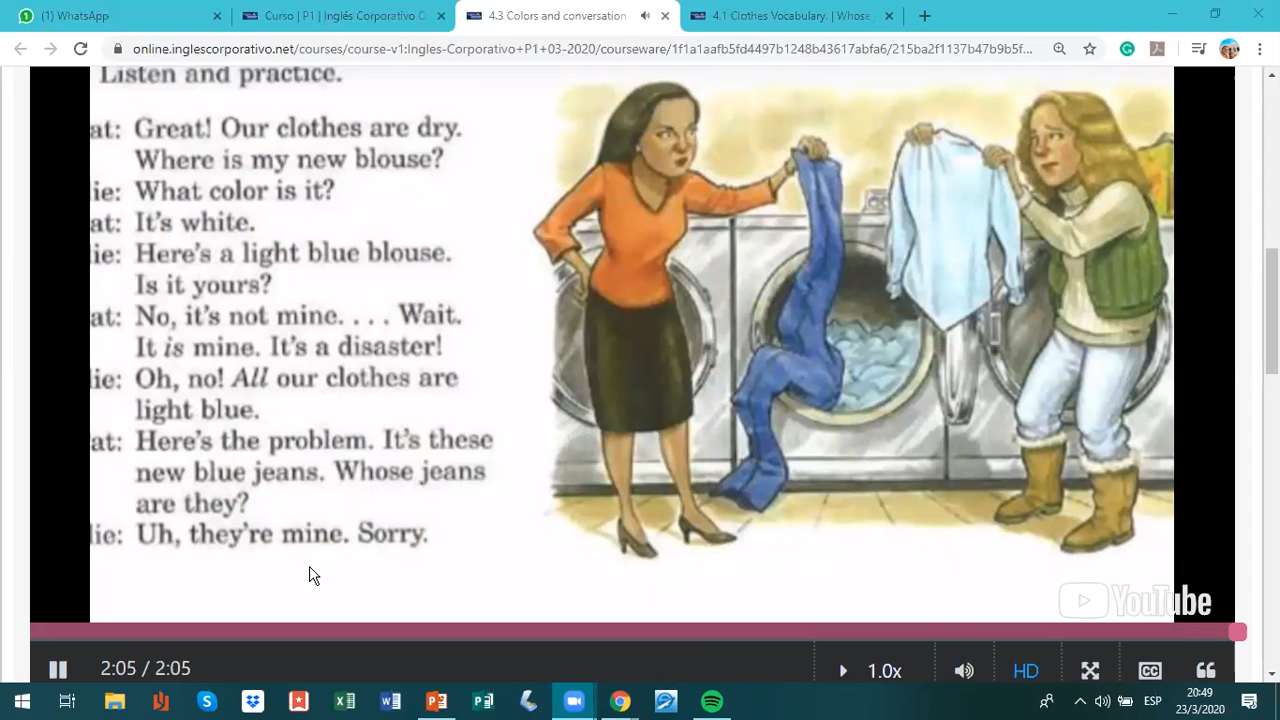 (1) WhatsApp
Curso | P1 | Inglés Corporativo O
4.3 Colors and conversation
4.1 Clothes Vocabulary. | Whose
online.inglescorporativo.net/courses/course-v1:Ingles-Corporativo+P1+03-2020/courseware/1f1a1aafb5fd4497b1248b43617abfa6/215ba2f1137b47b9b5f...
Listen and practice.
at: Great! Our clothes are dry.
Where is my new blouse?
ie: What color is it?
at: It's white.
ie: Here's a light blue blouse.
Is it yours?
at: No, it's not mine. . . . Wait.
It is mine. It's a disaster!
lie: Oh, no! All our clothes are
light blue.
at: Here's the problem. It's these
new blue jeans. Whose jeans
are they?
lie: Uh, they're mine. Sorry.
YouTube
2:05 / 2:05
1.0x
HD
CC
ESP
20:49
23/3/2020